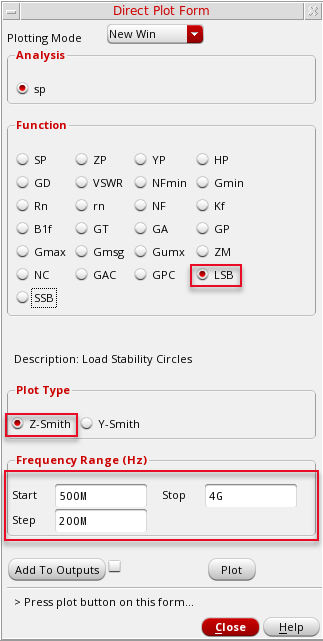 Direct Plot Form
Plotting Mode New Win
Analysis
sp
Function
SP ZP YP HP
GD VSWR NFmin Gmin
Rn rn NF Kf
B1f GT GA GP
Gmax Gmsg Gumx ZM
NC GAC GPC LSB
SSB
Description: Load Stability Circles
Plot Type
Z-Smith Y-Smith
Frequency Range (Hz)
Start 500M Stop 4G
Step 200M
Add To Outputs Plot
> Press plot button on this form...
Close Help